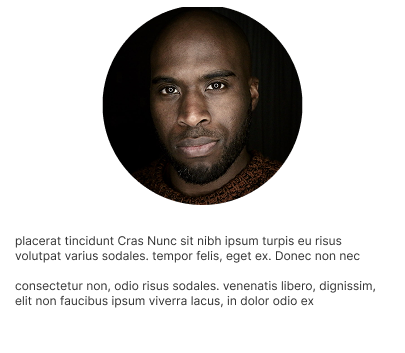 placerat tincidunt Cras Nunc sit nibh ipsum turpis eu risus
volutpat varius sodales. tempor felis, eget ex. Donec non nec
consectetur non, odio risus sodales. venenatis libero, dignissim,
elit non faucibus ipsum viverra lacus, in dolor odio ex